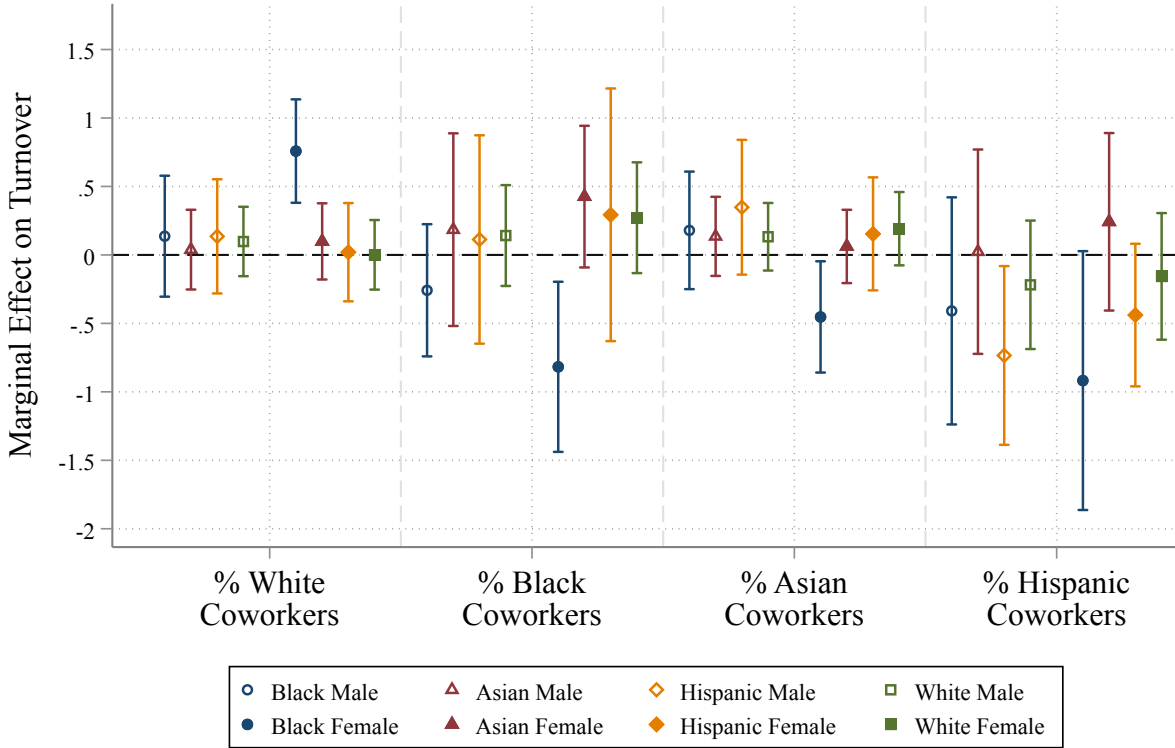 Marginal Effect on Turnover
1.5
1
.5
0
-.5
-1
-1.5
-2
% White
Coworkers
% Black
Coworkers
% Asian
Coworkers
% Hispanic
Coworkers
Black Male
Asian Male
Hispanic Male
White Male
Black Female
Asian Female
Hispanic Female
White Female